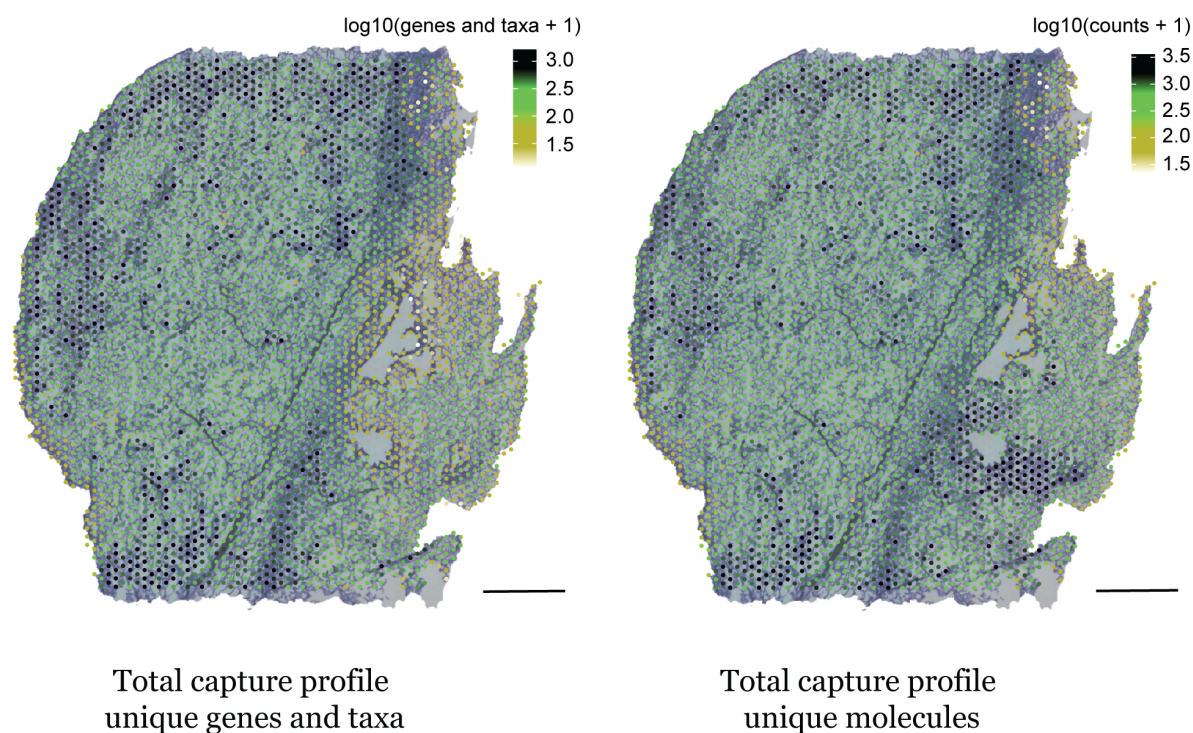 log10(genes and taxa + 1)
3.0
2.5
2.0
1.5
log10(counts + 1)
3.5
3.0
2.5
2.0
1.5
Total capture profile
unique genes and taxa
Total capture profile
unique molecules